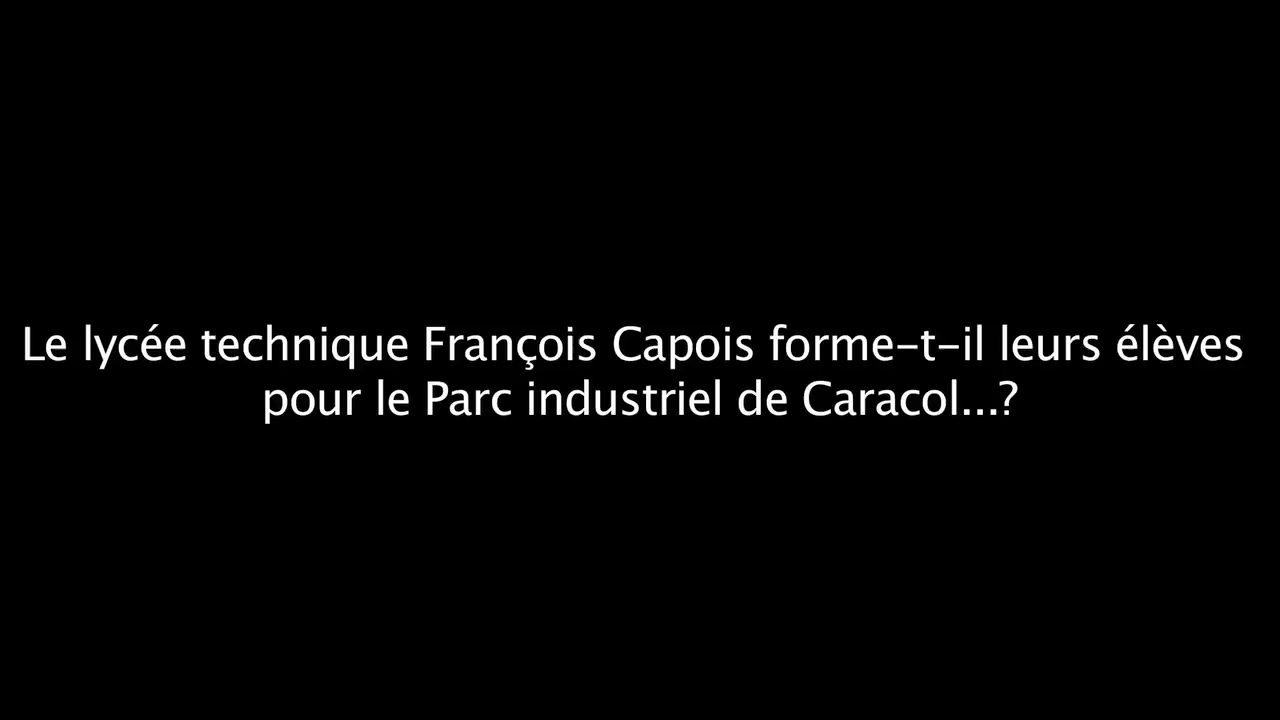 Le lycée technique François Capois forme-t-il leurs élèves
pour le Parc industriel de Caracol...?